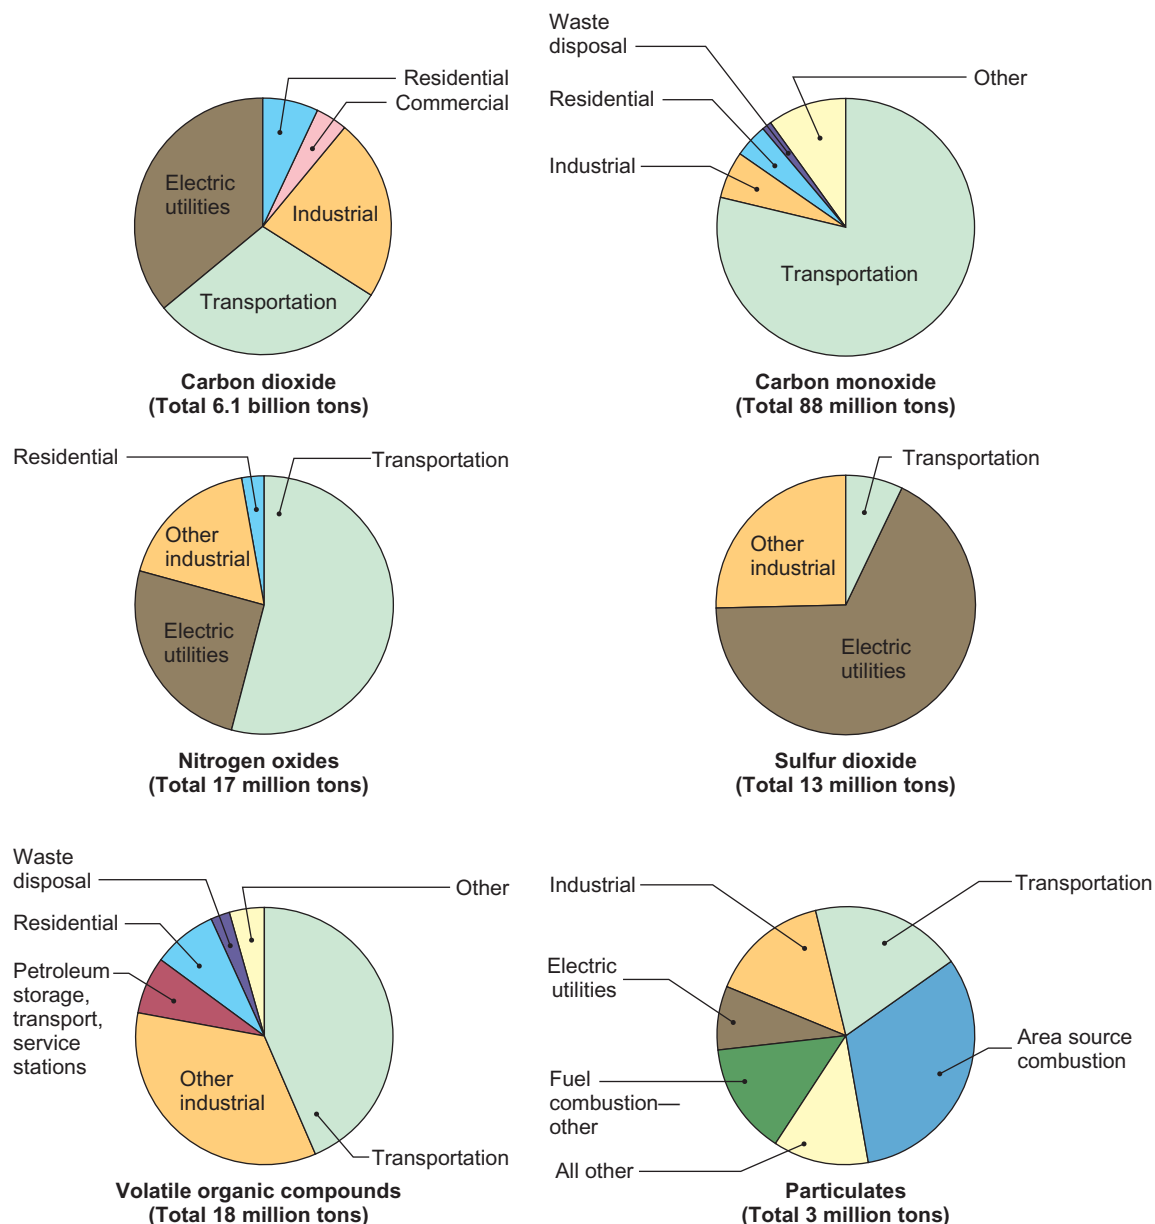 Residential
Commercial
Electric
utilities
Industrial
Transportation
Carbon dioxide
(Total 6.1 billion tons)
Waste
disposal
Other
Residential
Industrial
Transportation
Carbon monoxide
(Total 88 million tons)
Residential
Transportation
Other
industrial
Electric
utilities
Nitrogen oxides
(Total 17 million tons)
Transportation
Other
industrial
Electric
utilities
Sulfur dioxide
(Total 13 million tons)
Waste
disposal
Other
Residential
Petroleum
storage,
transport,
service
stations
Other
industrial
Transportation
Volatile organic compounds
(Total 18 million tons)
Industrial
Transportation
Electric
utilities
Area source
combustion
Fuel
combustion—
other
All other
Particulates
(Total 3 million tons)